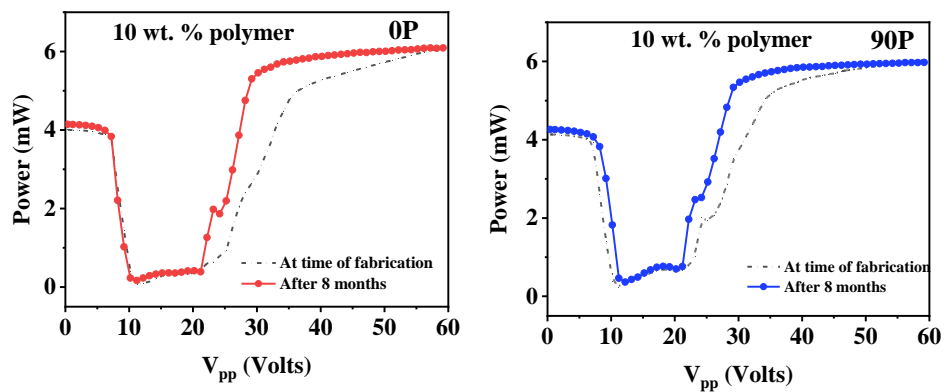 10 wt. % polymer 0P
Power (mW)
6
4
2
0
At time of fabrication
After 8 months
0 10 20 30 40 50 60
Vpp (Volts)
10 wt. % polymer 90P
Power (mW)
6
4
2
0
At time of fabrication
After 8 months
0 10 20 30 40 50 60
Vpp (Volts)